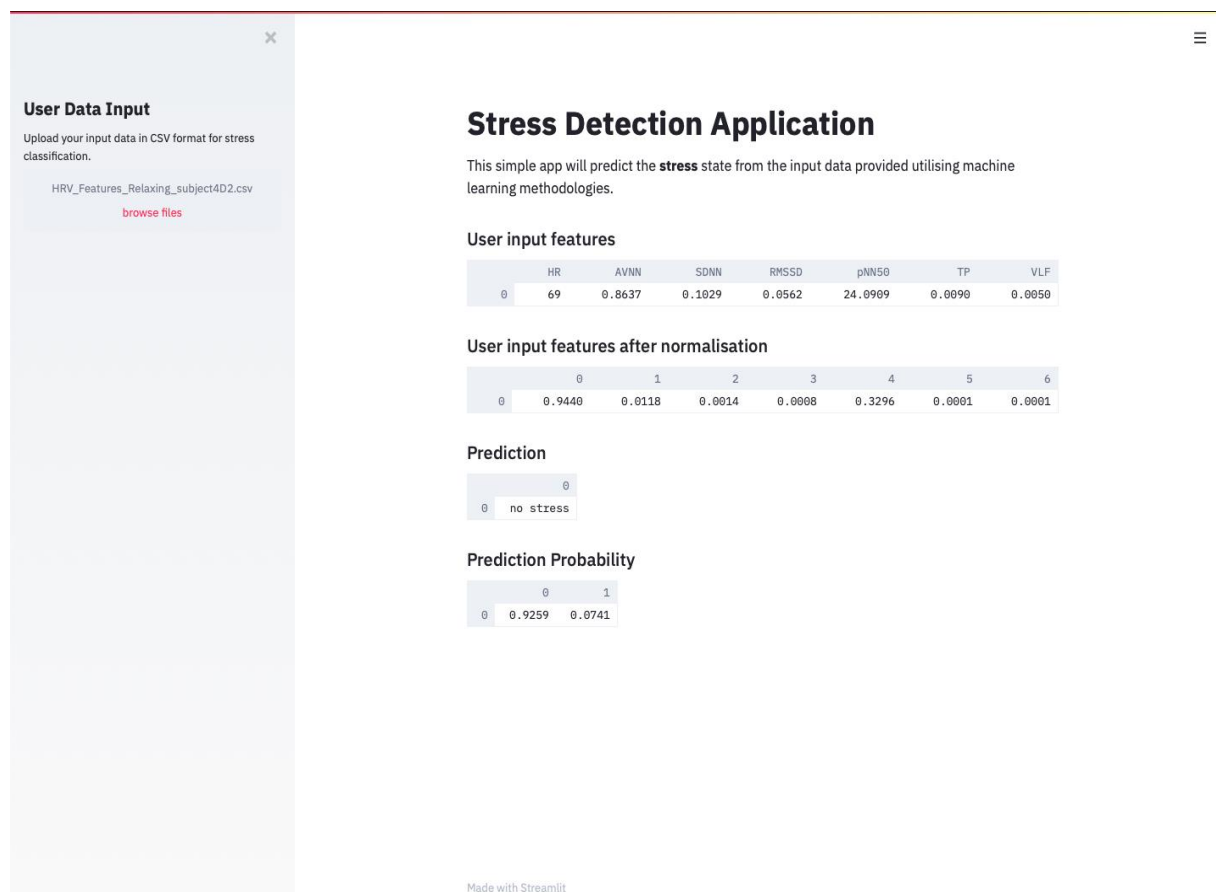 ×
☰
User Data Input
Upload your input data in CSV format for stress
classification.
HRV_Features_Relaxing_subject4D2.csv
browse files
Stress Detection Application
This simple app will predict the stress state from the input data provided utilising machine
learning methodologies.
User input features
HR AVNN SDNN RMSSD pNN50 TP VLF
0 69 0.8637 0.1029 0.0562 24.0909 0.0090 0.0050
User input features after normalisation
0 1 2 3 4 5 6
0 0.9440 0.0118 0.0014 0.0008 0.3296 0.0001 0.0001
Prediction
0
0 no stress
Prediction Probability
0 1
0 0.9259 0.0741
Made with Streamlit